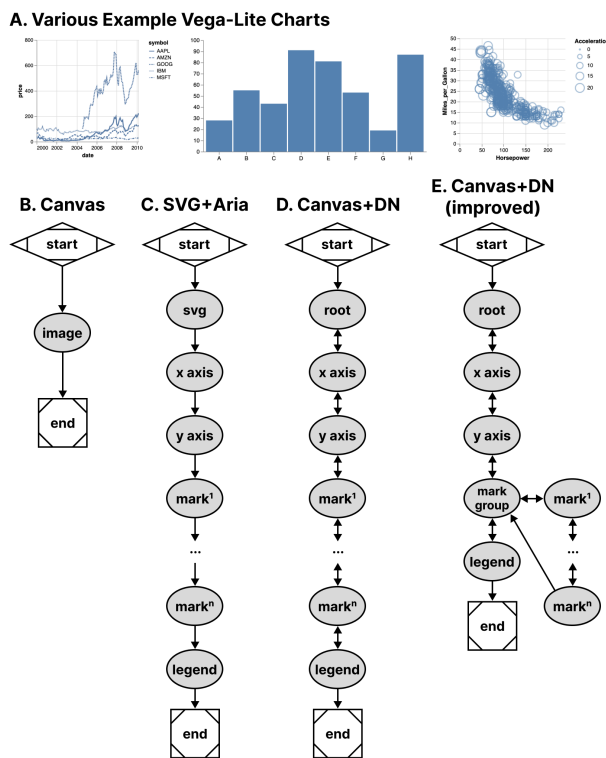 A. Various Example Vega-Lite Charts
800
600
400
200
0
price
2000 2002 2004 2006 2008 2010
date
symbol
AAPL
AMZN
GOOG
IBM
MSFT
100
90
80
70
60
50
40
30
20
10
0
A B C D E F G H
50
45
40
35
30
25
20
15
10
5
0
Miles_per_Gallon
0 50 100 150 200
Horsepower
Acceleratio
0
5
10
15
20
B. Canvas
start
image
end
C. SVG+Aria
start
svg
x axis
y axis
mark¹
...
markⁿ
legend
end
D. Canvas+DN
start
root
x axis
y axis
mark¹
...
markⁿ
legend
end
E. Canvas+DN
(improved)
start
root
x axis
y axis
mark
group
mark¹
...
markⁿ
legend
end